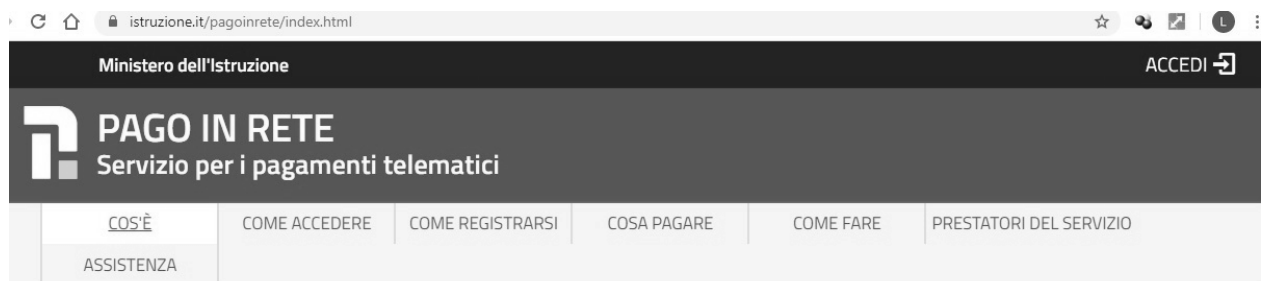 istruzione.it/pagoinrete/index.html
L
Ministero dell'Istruzione
ACCEDI
PAGO IN RETE
Servizio per i pagamenti telematici
COS'È COME ACCEDERE COME REGISTRARSI COSA PAGARE COME FARE PRESTATORI DEL SERVIZIO
ASSISTENZA